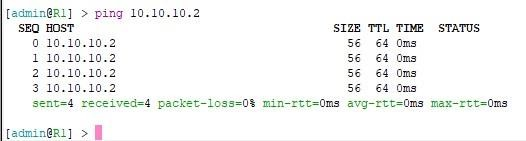 [admin@R1] > ping 10.10.10.2
SEQ HOST SIZE TTL TIME STATUS
0 10.10.10.2 56 64 0ms
1 10.10.10.2 56 64 0ms
2 10.10.10.2 56 64 0ms
3 10.10.10.2 56 64 0ms
sent=4 received=4 packet-loss=0% min-rtt=0ms avg-rtt=0ms max-rtt=0ms
[admin@R1] >